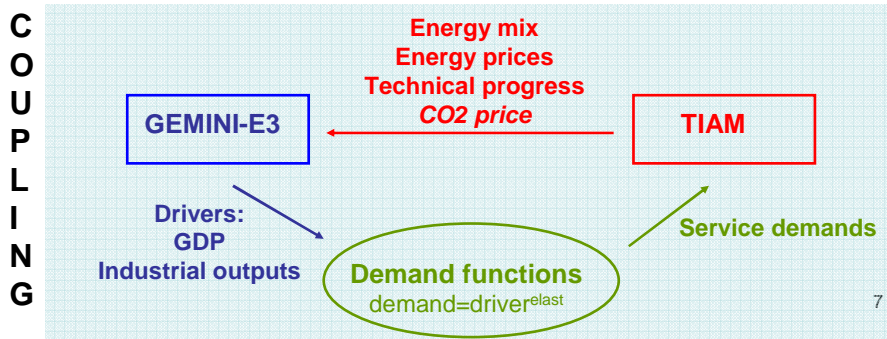 COUPLING
Energy mix
Energy prices
Technical progress
CO2 price
GEMINI-E3
TIAM
Drivers:
GDP
Industrial outputs
Service demands
Demand functions
demand=driverᵉˡᵃˢᵗ
7